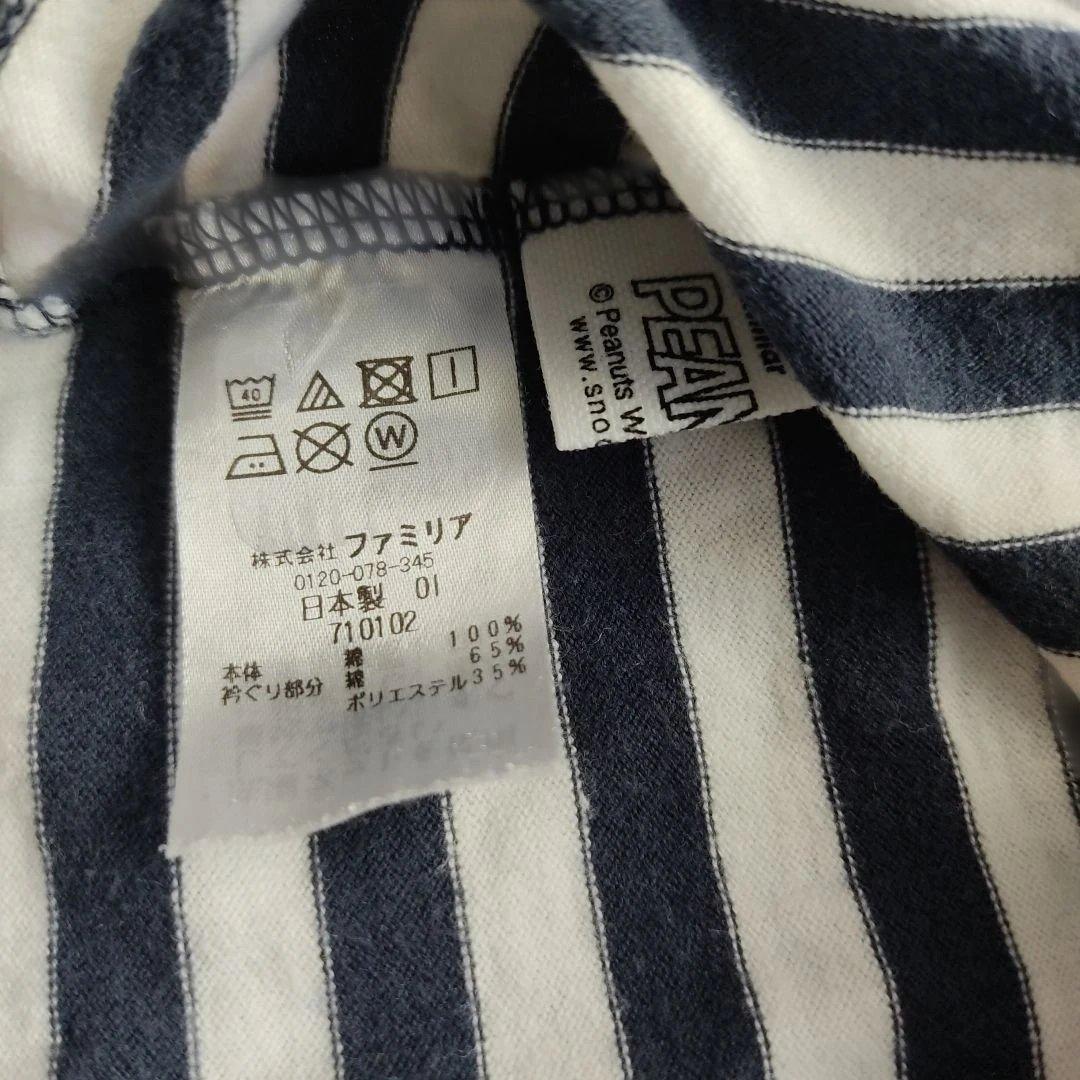 40
W
株式会社 ファミリア
0120-078-345
日本製 01
710102
本体 綿 100%
衿ぐり部分 綿 65%
ポリエステル 35%
PEAN
© Peanuts W
www.sno